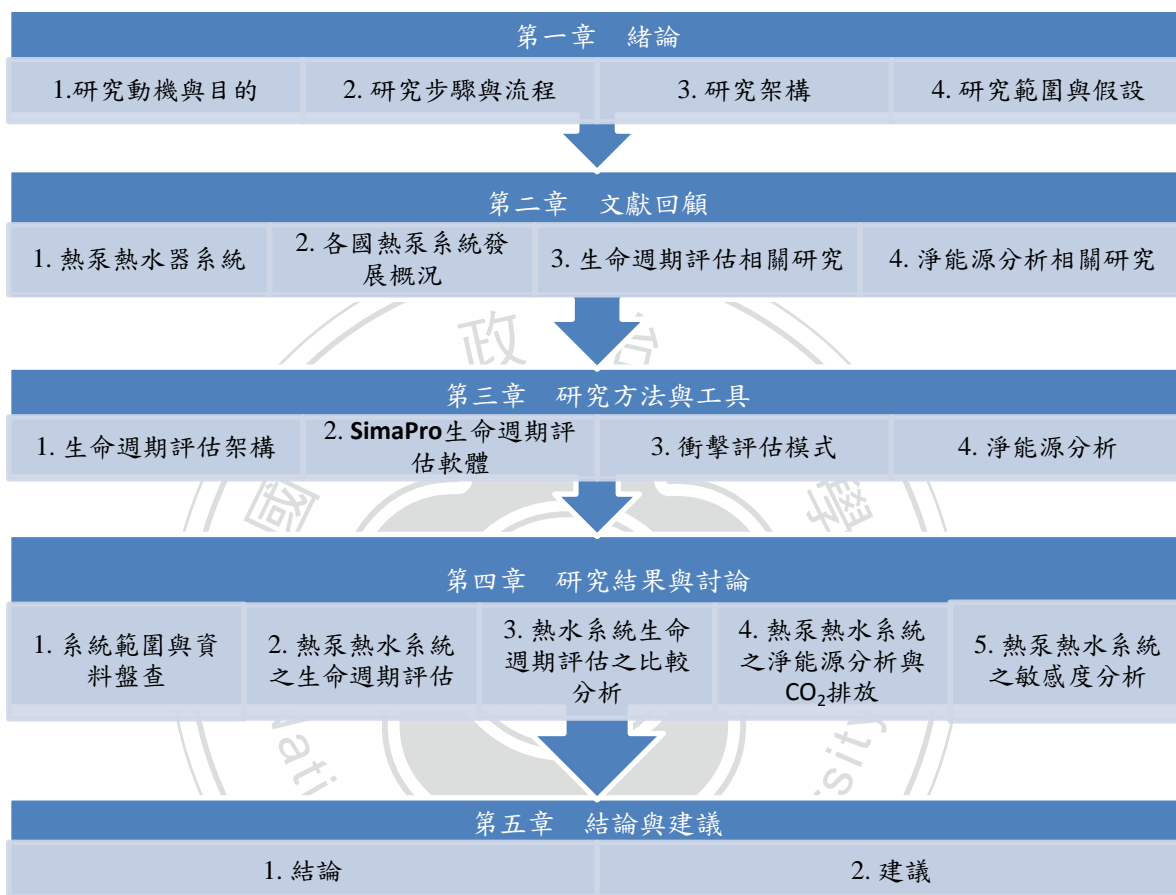 第一章 緒論
1.研究動機與目的
2. 研究步驟與流程
3. 研究架構
4. 研究範圍與假設
第二章 文獻回顧
1. 熱泵熱水器系統
2. 各國熱泵系統發
展概況
3. 生命週期評估相關研究
4. 淨能源分析相關研究
政
治
第三章 研究方法與工具
1. 生命週期評估架構
2. SimaPro生命週期評
估軟體
3. 衝擊評估模式
4. 淨能源分析
國
學
第四章 研究結果與討論
1. 系統範圍與資
料盤查
2. 熱泵熱水系統
之生命週期評估
3. 熱水系統生命
週期評估之比較
分析
4. 熱泵熱水系統
之淨能源分析與
CO₂排放
5. 熱泵熱水系統
之敏感度分析
第五章 結論與建議
1. 結論
2. 建議